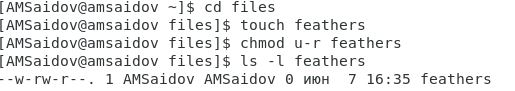 [AMSaidov@amsaidov ~]$ cd files
[AMSaidov@amsaidov files]$ touch feathers
[AMSaidov@amsaidov files]$ chmod u-r feathers
[AMSaidov@amsaidov files]$ ls -l feathers
--w-rw-r--. 1 AMSaidov AMSaidov 0 июн  7 16:35 feathers